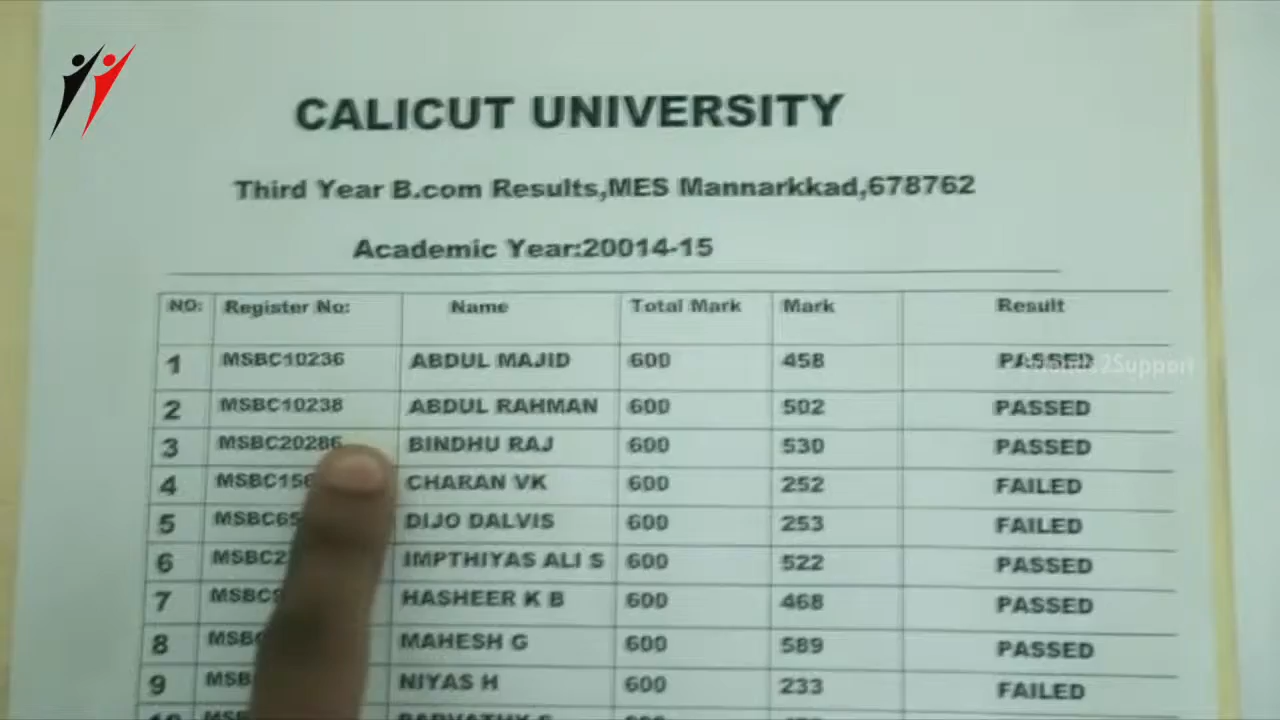 CALICUT UNIVERSITY
Third Year B.com Results,MES Mannarkkad,678762
Academic Year:20014-15
NO: Register No: Name Total Mark Mark Result
1 MSBC10236 ABDUL MAJID 600 458 PASSED
2Support
2 MSBC10238 ABDUL RAHMAN 600 502 PASSED
3 MSBC20286 BINDHU RAJ 600 530 PASSED
4 CHARAN VK 600 252 FAILED
5 DIJO DALVIS 600 253 FAILED
6 IMPTHIYAS ALI S 600 522 PASSED
7 HASHEER K B 600 468 PASSED
8 MAHESH G 600 589 PASSED
9 NIYAS H 600 233 FAILED